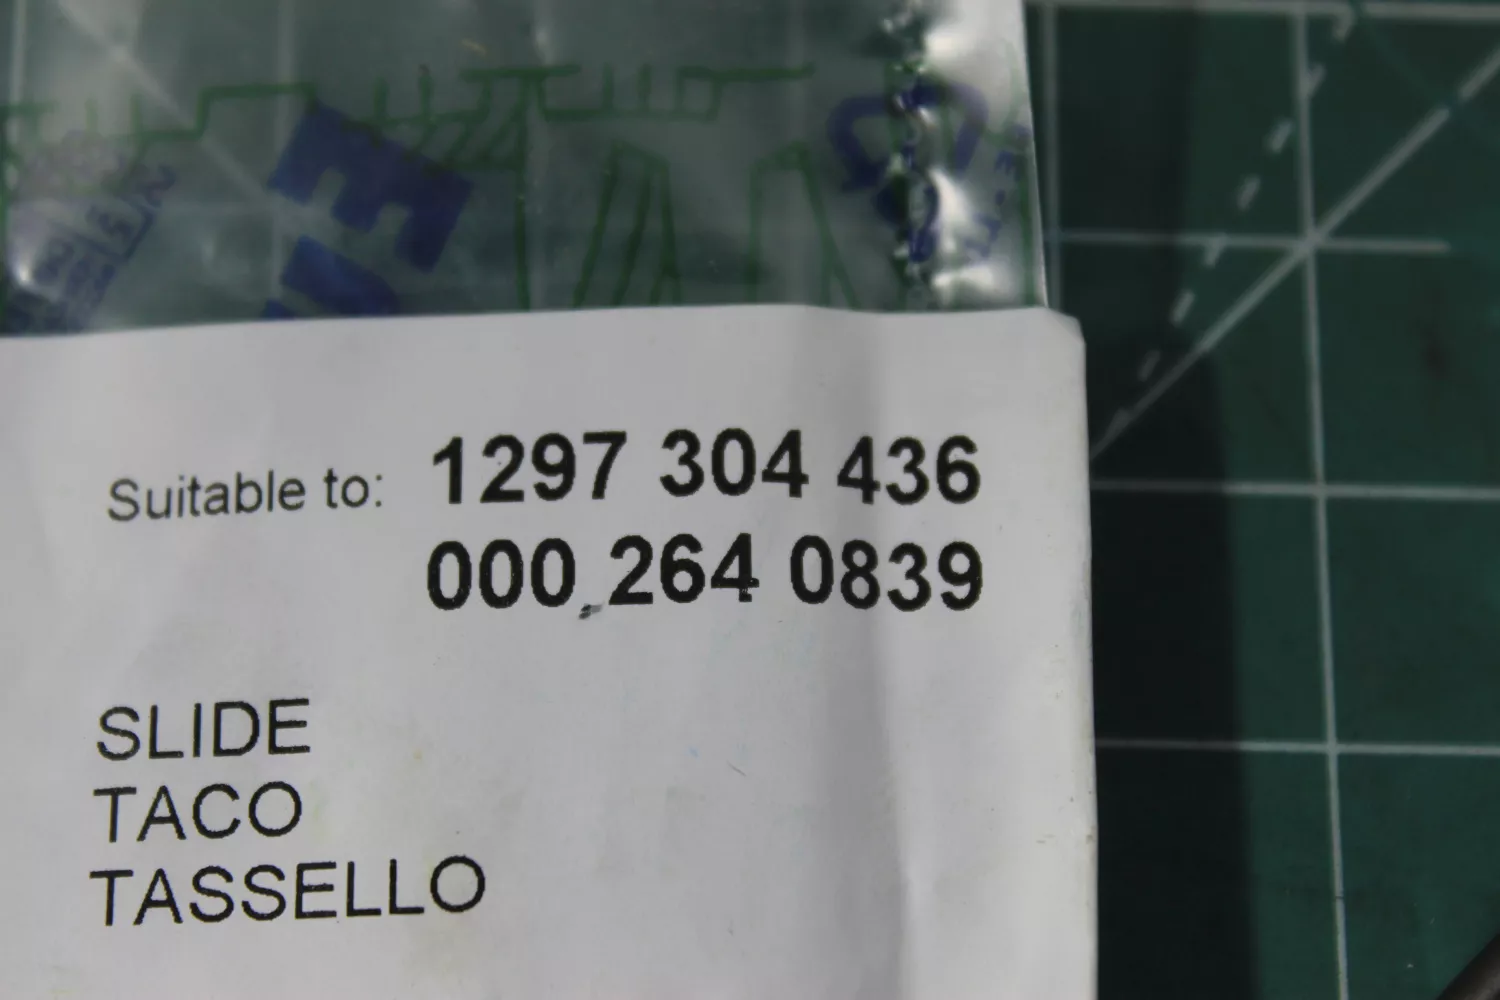 Suitable to: 1297 304 436
000 264 0839
SLIDE
TACO
TASSELLO